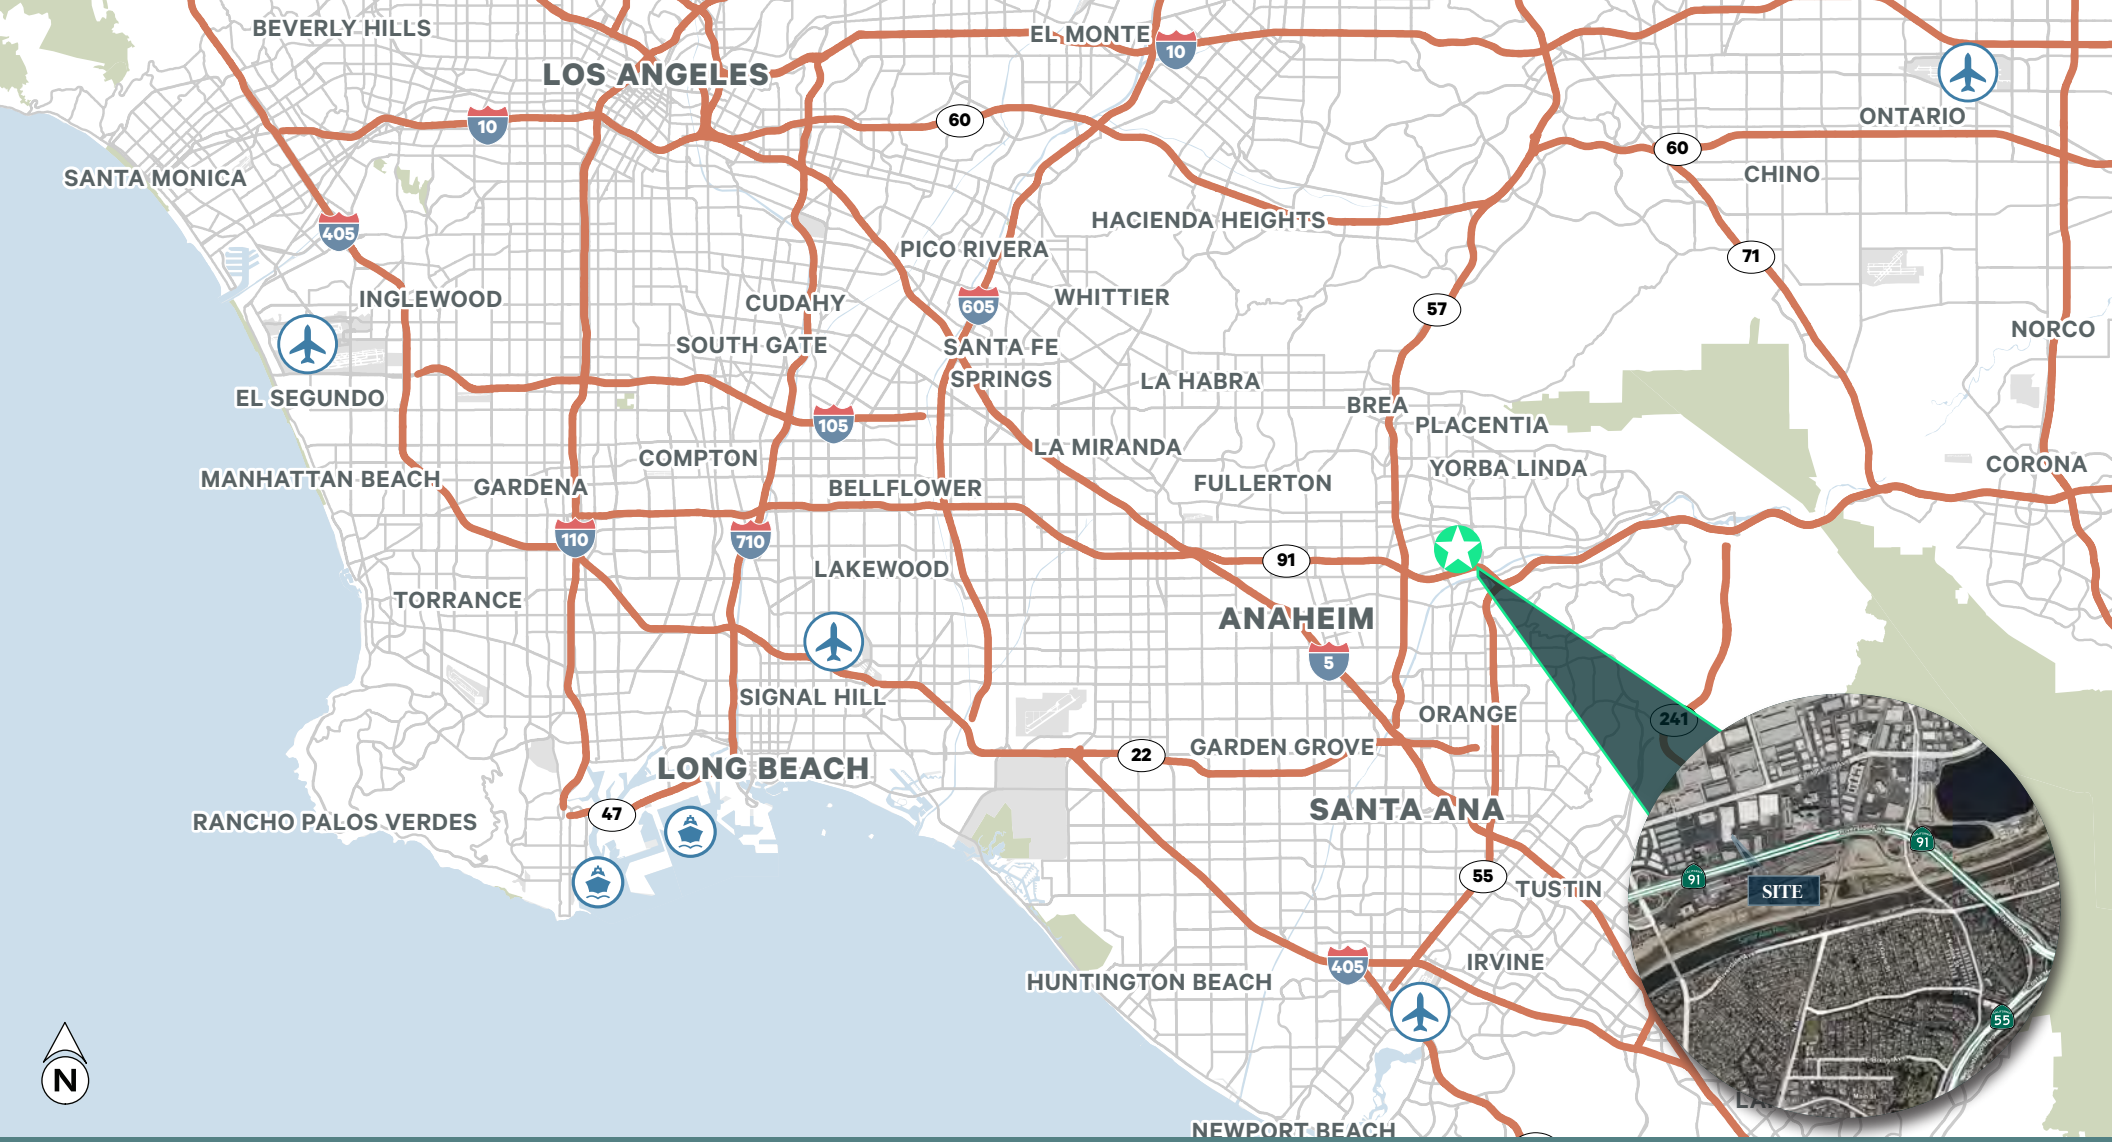 BEVERLY HILLS
EL MONTE
10
LOS ANGELES
ONTARIO
10
60
60
SANTA MONICA
CHINO
405
HACIENDA HEIGHTS
PICO RIVERA
71
INGLEWOOD
CUDAHY
605
WHITTIER
57
NORCO
SOUTH GATE
SANTA FE
SPRINGS
LA HABRA
EL SEGUNDO
BREA
105
PLACENTIA
LA MIRANDA
COMPTON
YORBA LINDA
CORONA
MANHATTAN BEACH
GARDENA
BELLFLOWER
FULLERTON
110
710
91
LAKEWOOD
TORRANCE
ANAHEIM
5
SIGNAL HILL
ORANGE
241
GARDEN GROVE
22
LONG BEACH
SANTA ANA
47
RANCHO PALOS VERDES
91
91
55
TUSTIN
SITE
405
IRVINE
HUNTINGTON BEACH
55
N
LA
NEWPORT BEACH